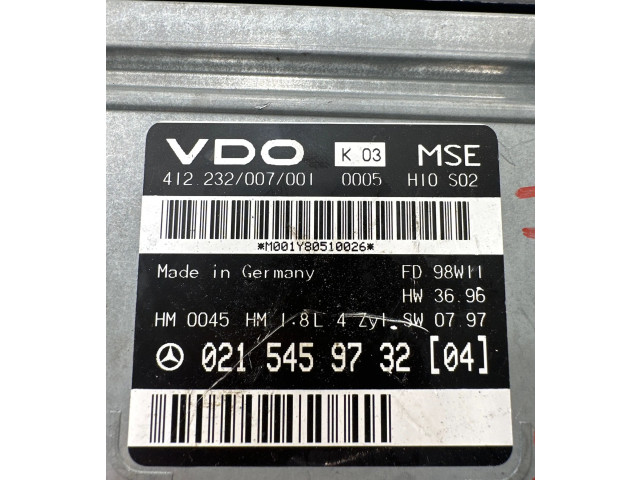 VDO K 03 MSE
412.232/007/001 0005 H10 S02
*M001Y80510026*
Made in Germany FD 98W11
HW 36.96
HM 0045 HM 1.8L 4 Zyl. SW 07.97
021 545 97 32 [04]